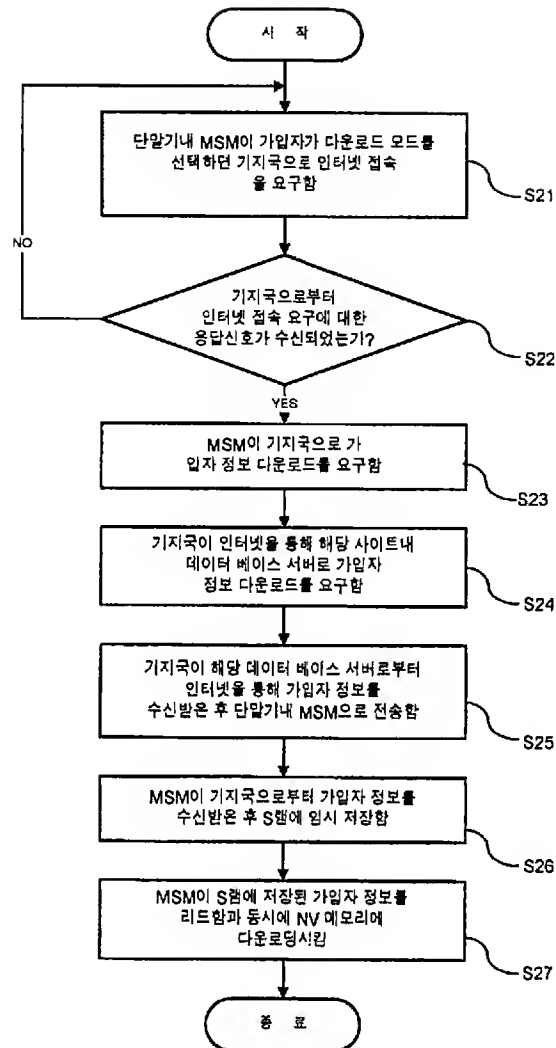 시 작
단말기내 MSM이 가입자가 다운로드 모드를
선택하면 기지국으로 인터넷 접속
을 요구함
S21
NO
기지국으로부터
인터넷 접속 요구에 대한
응답신호가 수신되었는가?
S22
YES
MSM이 기지국으로 가
입자 정보 다운로드를 요구함
S23
기지국이 인터넷을 통해 해당 사이트내
데이터 베이스 서버로 가입자
정보 다운로드를 요구함
S24
기지국이 해당 데이터 베이스 서버로부터
인터넷을 통해 가입자 정보를
수신받은 후 단말기내 MSM으로 전송함
S25
MSM이 기지국으로부터 가입자 정보를
수신받은 후 S램에 임시 저장함
S26
MSM이 S램에 저장된 가입자 정보를
리드함과 동시에 NV 메모리에
다운로딩시킴
S27
종 료